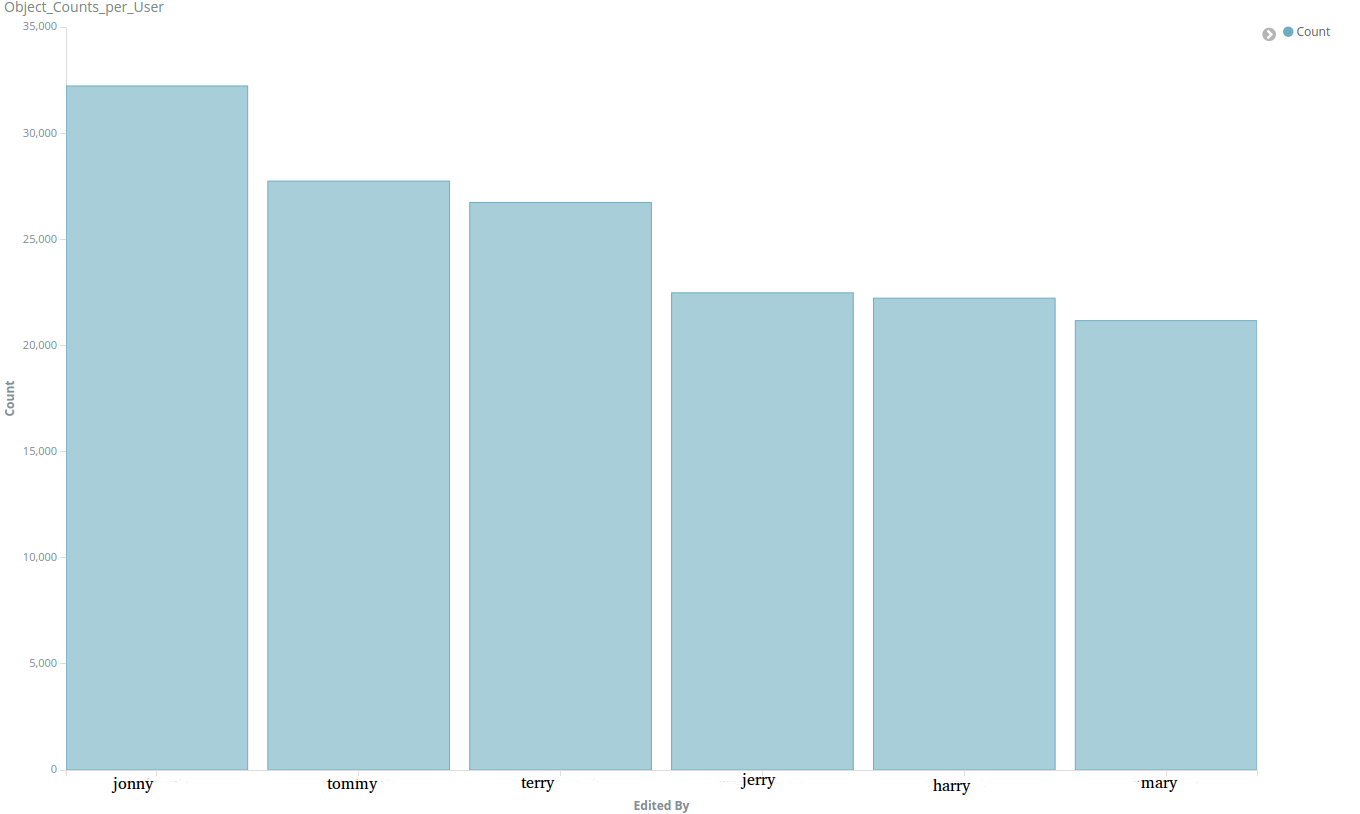 Object_Counts_per_User
Count
35,000
30,000
25,000
20,000
15,000
10,000
5,000
0
Count
jonny tommy terry jerry harry mary
Edited By